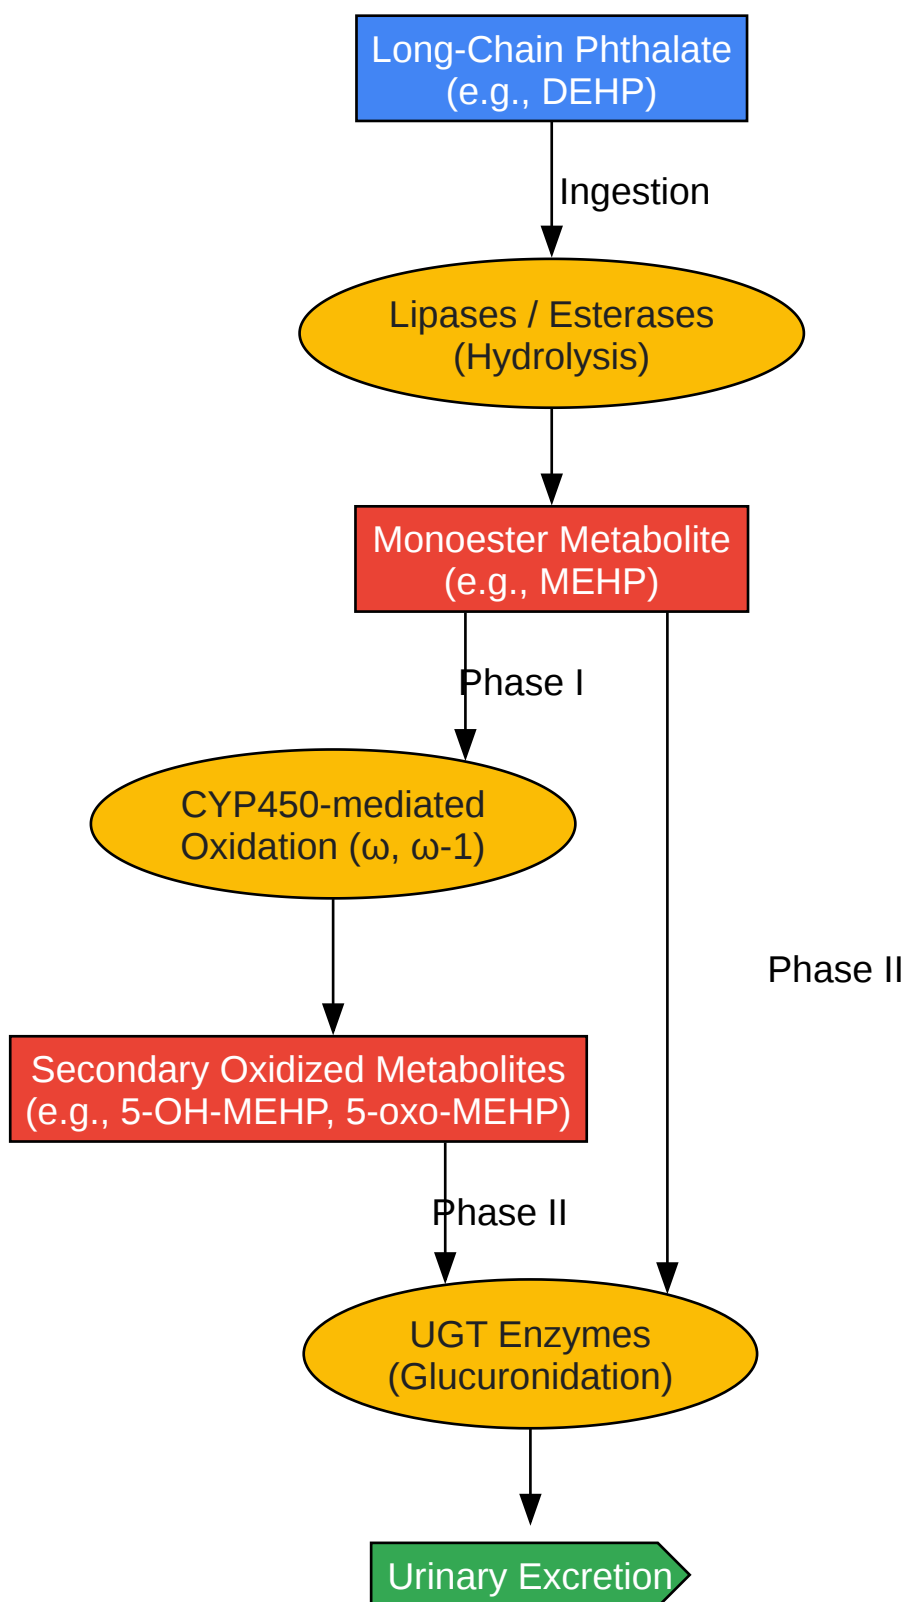 Long-Chain Phthalate
(e.g., DEHP)
Ingestion
Lipases / Esterases
(Hydrolysis)
Monoester Metabolite
(e.g., MEHP)
Phase I
CYP450-mediated
Oxidation (ω, ω-1)
Phase II
Secondary Oxidized Metabolites
(e.g., 5-OH-MEHP, 5-oxo-MEHP)
Phase II
UGT Enzymes
(Glucuronidation)
Urinary Excretion